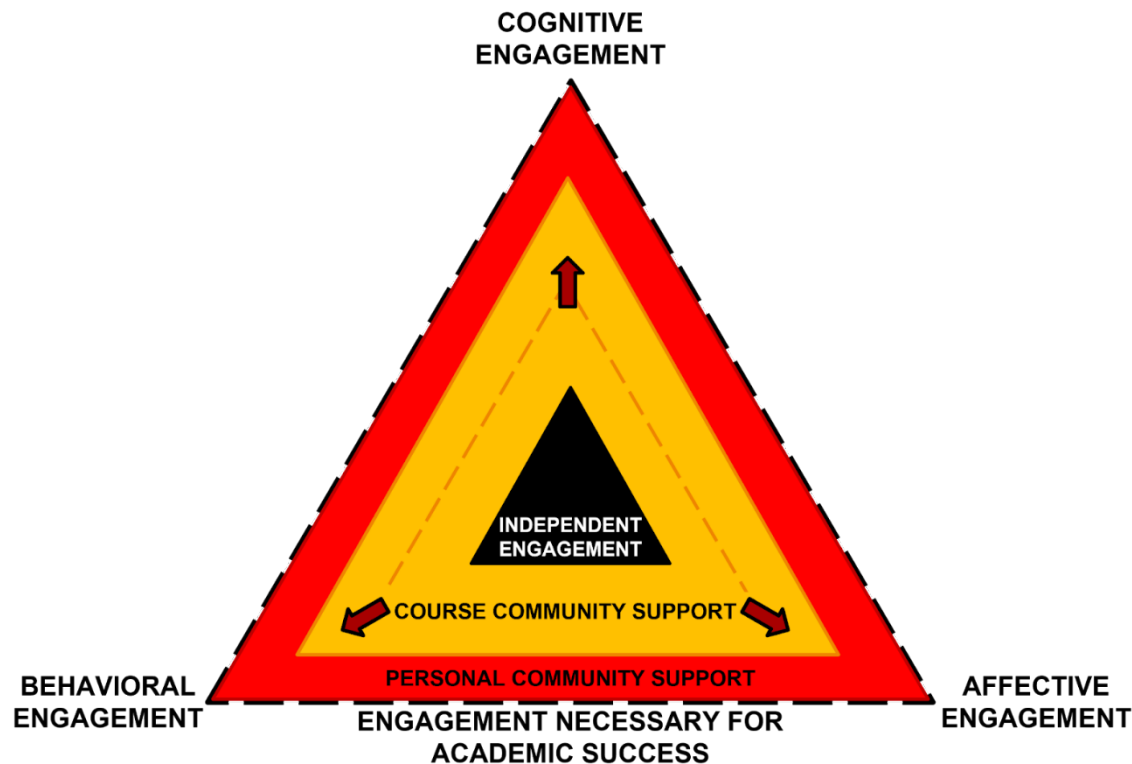 COGNITIVE
ENGAGEMENT
INDEPENDENT
ENGAGEMENT
COURSE COMMUNITY SUPPORT
PERSONAL COMMUNITY SUPPORT
BEHAVIORAL
ENGAGEMENT
AFFECTIVE
ENGAGEMENT
ENGAGEMENT NECESSARY FOR
ACADEMIC SUCCESS